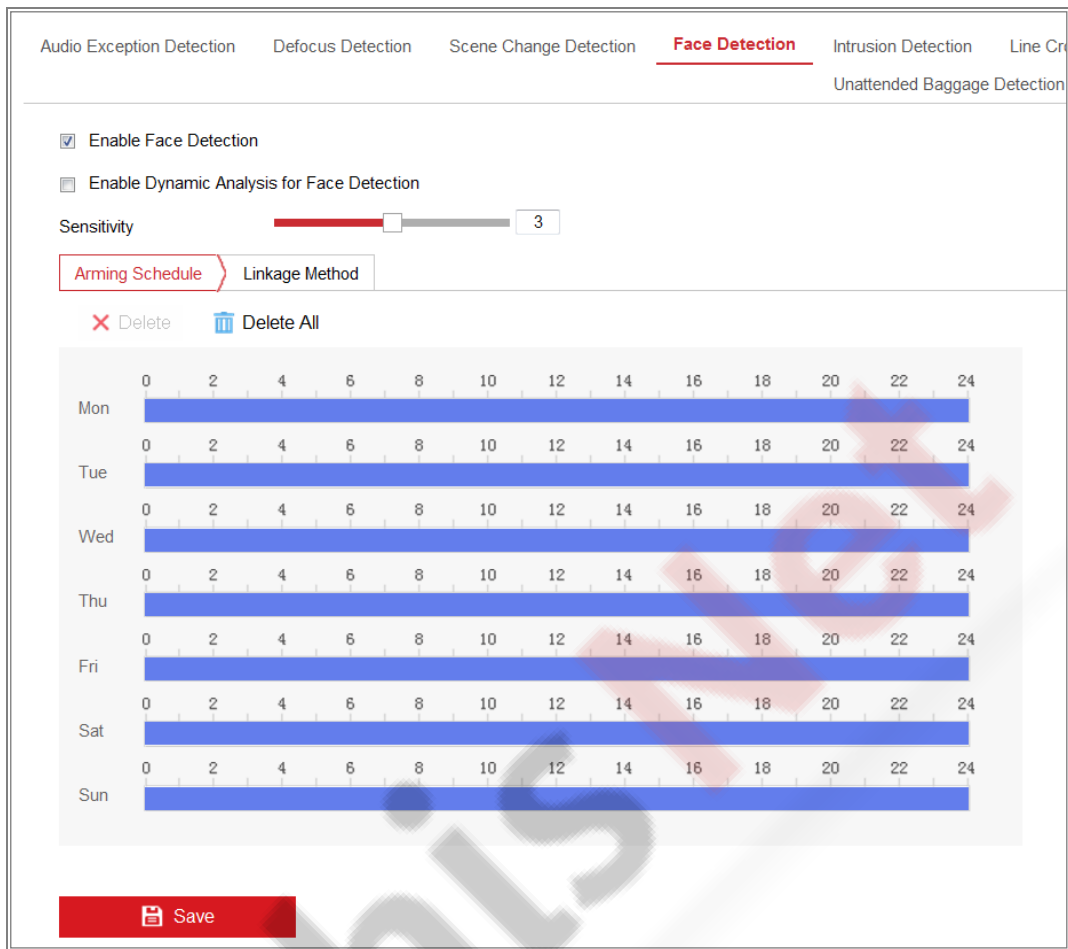 Audio Exception Detection Defocus Detection Scene Change Detection Face Detection Intrusion Detection Line Cr
Unattended Baggage Detection
Enable Face Detection
Enable Dynamic Analysis for Face Detection
Sensitivity 3
Arming Schedule Linkage Method
Delete Delete All
0 2 4 6 8 10 12 14 16 18 20 22 24
Mon
0 2 4 6 8 10 12 14 16 18 20 22 24
Tue
0 2 4 6 8 10 12 14 16 18 20 22 24
Wed
0 2 4 6 8 10 12 14 16 18 20 22 24
Thu
0 2 4 6 8 10 12 14 16 18 20 22 24
Fri
0 2 4 6 8 10 12 14 16 18 20 22 24
Sat
0 2 4 6 8 10 12 14 16 18 20 22 24
Sun
Save
his Net